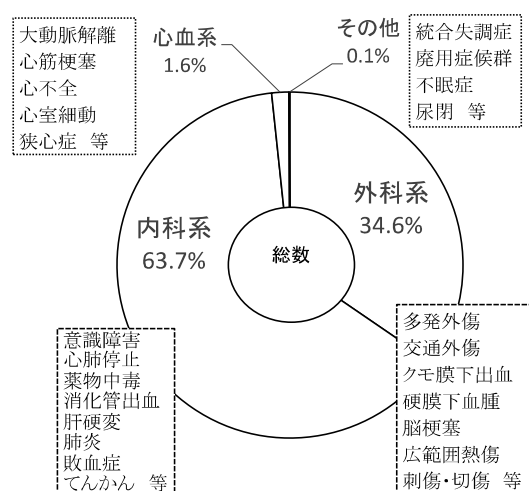 大動脈解離
心筋梗塞
心不全
心室細動
狭心症 等
心血系
1.6%
その他
0.1%
統合失調症
廃用症候群
不眠症
尿閉 等
外科系
34.6%
内科系
63.7%
総数
意識障害
心肺停止
薬物中毒
消化管出血
肝硬変
肺炎
敗血症
てんかん 等
多発外傷
交通外傷
クモ膜下出血
硬膜下血腫
脳梗塞
広範囲熱傷
刺傷・切傷 等